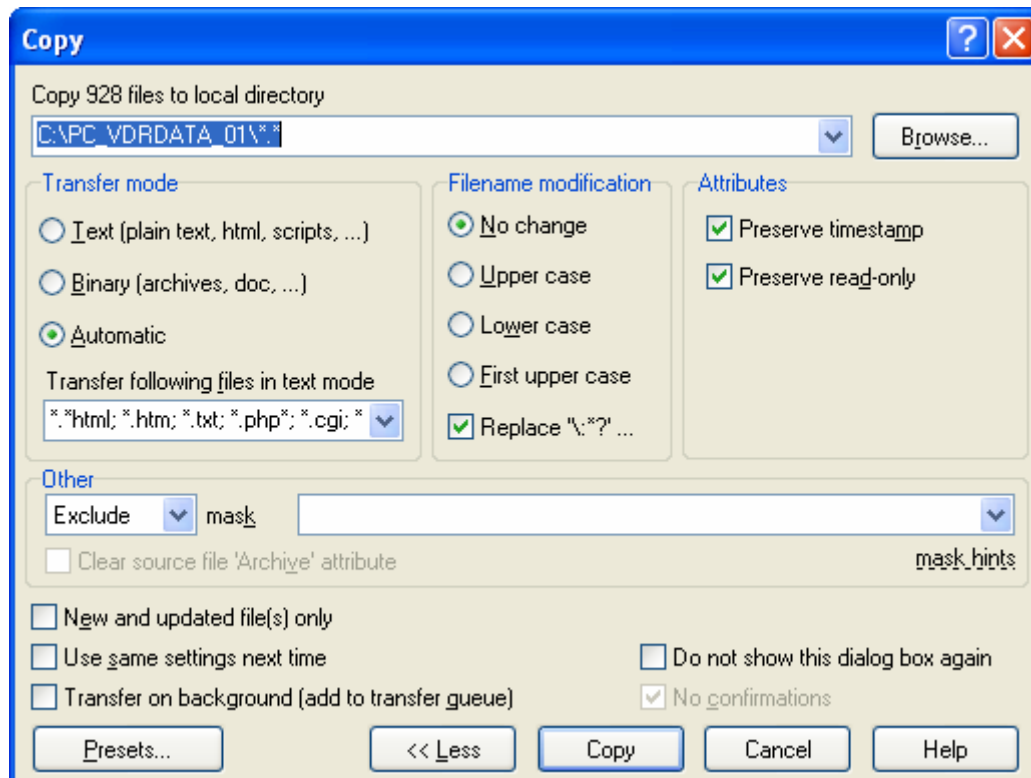 Copy
Copy 928 files to local directory
C:\PC_VDRDATA_01\*.*
Browse...
Transfer mode
Text (plain text, html, scripts, ...)
Binary (archives, doc, ...)
Automatic
Transfer following files in text mode
*.*html; *.htm; *.txt; *.php*; *.cgi; *
Filename modification
No change
Upper case
Lower case
First upper case
Replace '\:*?' ...
Attributes
Preserve timestamp
Preserve read-only
Other
Exclude mask
Clear source file 'Archive' attribute
mask hints
New and updated file(s) only
Use same settings next time
Do not show this dialog box again
Transfer on background (add to transfer queue)
No confirmations
Presets... << Less Copy Cancel Help